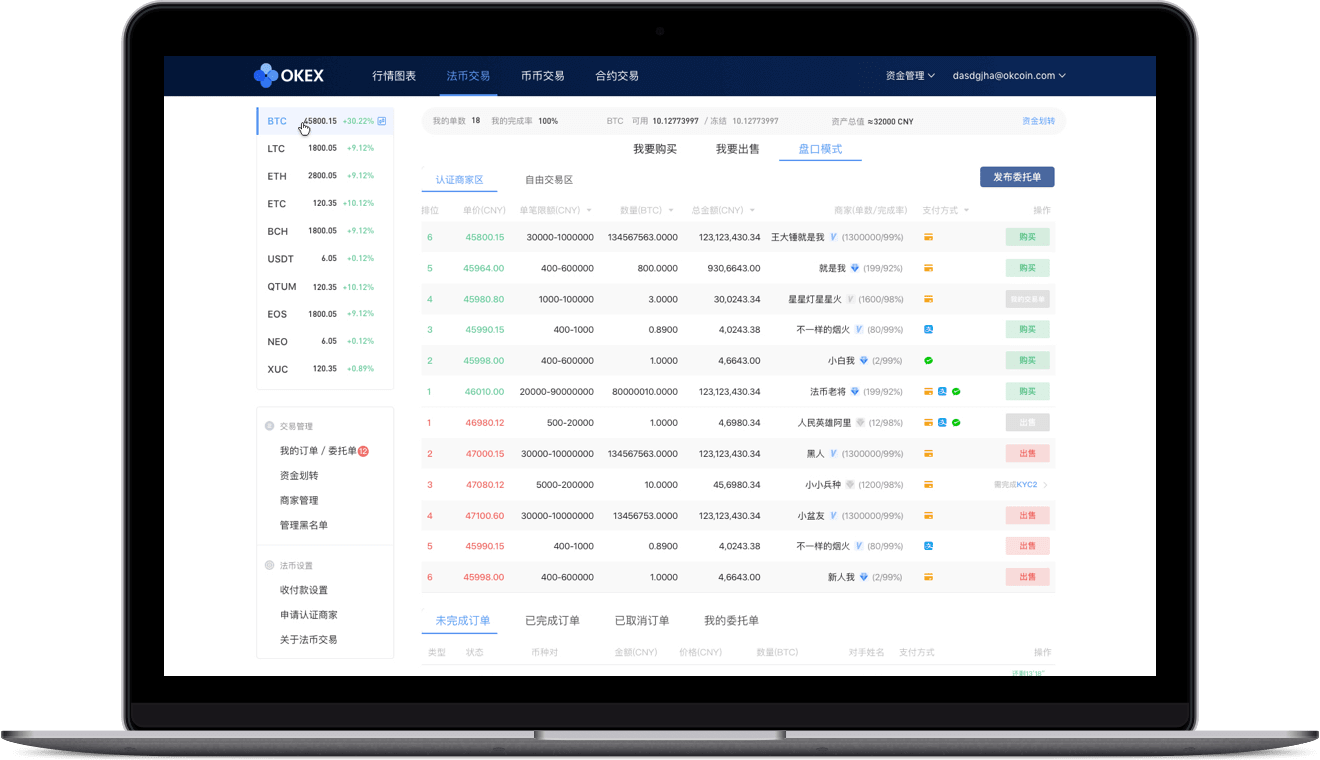 OKEX 行情图表 法币交易 币币交易 合约交易 资金管理 dasdgjha@okcoin.com
BTC 45800.15 +30.22%
LTC 1800.05 +9.12%
ETH 2800.05 +9.12%
ETC 120.35 +10.12%
BCH 1800.05 +9.12%
USDT 6.05 +0.12%
QTUM 120.35 +10.12%
EOS 1800.05 +9.12%
NEO 6.05 +0.12%
XUC 120.35 +0.89%
交易管理
我的订单 / 委托单 12
资金划转
商家管理
管理黑名单
法币设置
收付款设置
申请认证商家
关于法币交易
我的单数 18 我的完成率 100% BTC 可用 10.12773997 / 冻结 10.12773997 资产总值 ≈32000 CNY 资金划转
我要购买 我要出售 盘口模式
认证商家区 自由交易区 发布委托单
排位 单价(CNY) 单笔限额(CNY) 数量(BTC) 总金额(CNY) 商家(单数/完成率) 支付方式 操作
6 45800.15 30000-1000000 134567563.0000 123,123,430.34 王大锤就是我 V (1300000/99%) 购买
5 45964.00 400-600000 800.0000 930,6643.00 就是我 (199/92%) 购买
4 45980.80 1000-100000 3.0000 30,0243.34 星星灯星星火 V (1600/98%) 我的交易单
3 45990.15 400-1000 0.8900 4,0243.38 不一样的烟火 V (80/99%) 支 购买
2 45998.00 400-600000 1.0000 4,6643.00 小白我 (2/99%) 购买
1 46010.00 20000-90000000 80000010.0000 123,123,430.34 法币老将 (199/92%) 支 购买
1 46980.12 500-20000 1.0000 4,6980.34 人民英雄阿里 (12/98%) 支 出售
2 47000.15 30000-10000000 134567563.0000 123,123,430.34 黑人 V (1300000/99%) 出售
3 47080.12 5000-200000 10.0000 45,6980.34 小小兵种 (1200/98%) 需完成KYC2
4 47100.60 30000-10000000 13456753.0000 123,123,430.34 小盆友 V (1300000/99%) 出售
5 45990.15 400-1000 0.8900 4,0243.38 不一样的烟火 V (80/99%) 支 出售
6 45998.00 400-600000 1.0000 4,6643.00 新人我 (2/99%) 出售
未完成订单 已完成订单 已取消订单 我的委托单
类型 状态 币种对 金额(CNY) 价格(CNY) 数量(BTC) 对手姓名 支付方式 操作